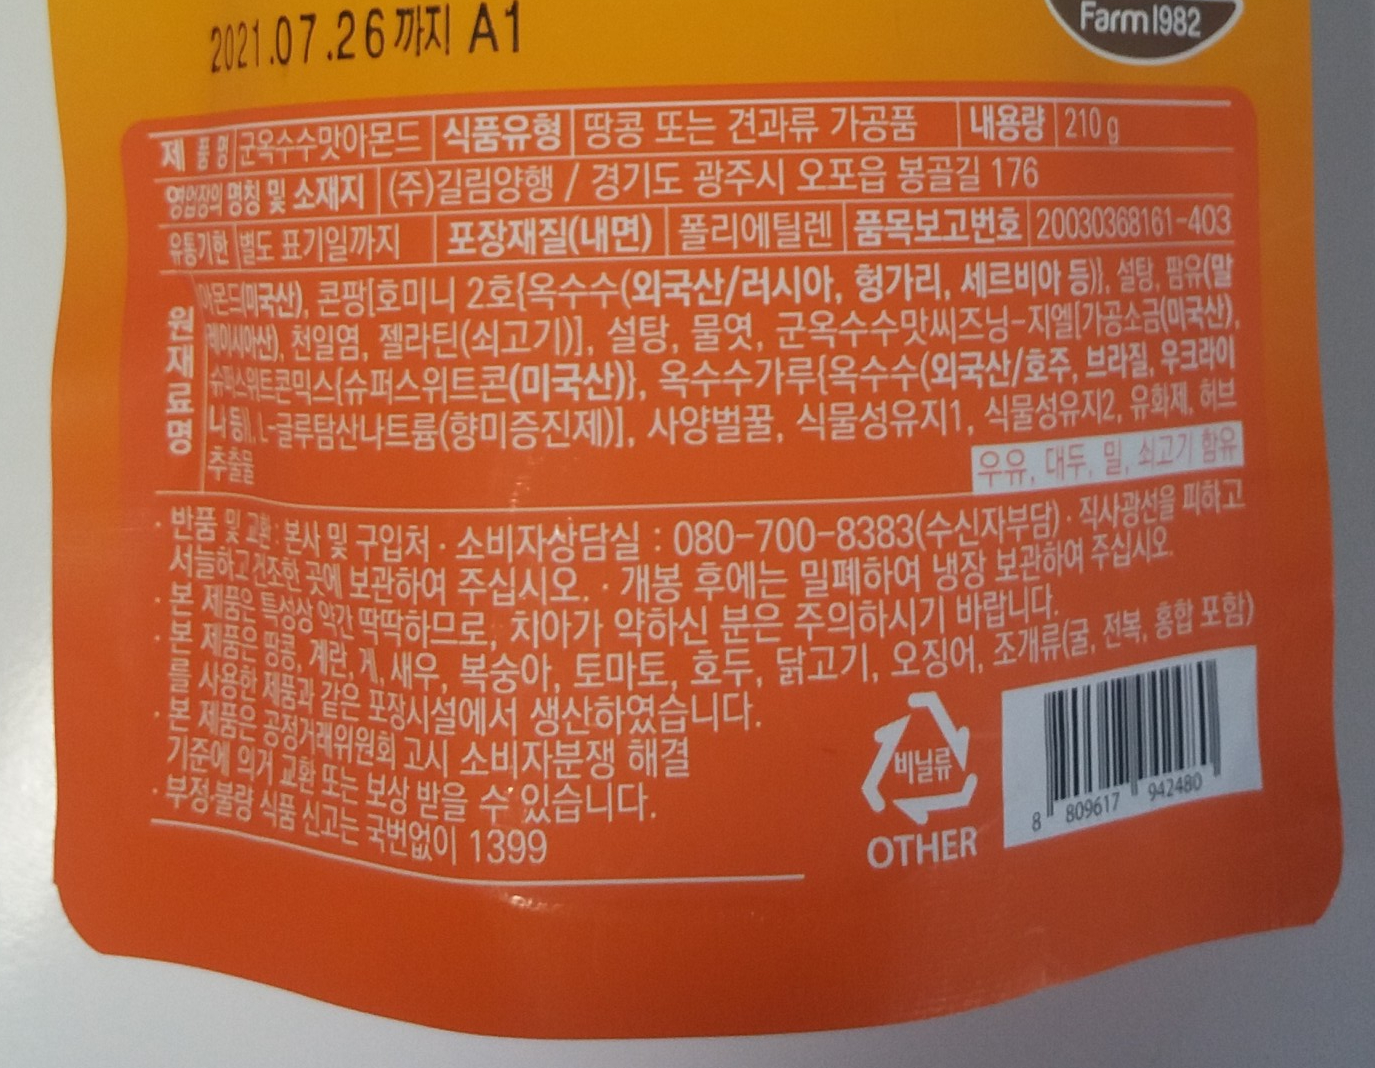 2021.07.26까지 A1
Farm1982
제 품 명 군옥수수맛아몬드 식품유형 땅콩 또는 견과류 가공품 내용량 210 g
영업장의 명칭 및 소재지 (주)길림양행 / 경기도 광주시 오포읍 봉골길 176
유통기한 별도 표기일까지 포장재질(내면) 폴리에틸렌 품목보고번호 20030368161-403
원재료명
아몬드(미국산), 콘팡[호미니 2호{옥수수(외국산/러시아, 헝가리, 세르비아 등)}, 설탕, 팜유(말
레이시아산), 천일염, 젤라틴(쇠고기)], 설탕, 물엿, 군옥수수맛씨즈닝-지엘[가공소금(미국산),
슈퍼스위트콘믹스{슈퍼스위트콘(미국산)}, 옥수수가루{옥수수(외국산/호주, 브라질, 우크라이
나 등)}, L-글루탐산나트륨(향미증진제)], 사양벌꿀, 식물성유지1, 식물성유지2, 유화제, 허브
추출물
우유, 대두, 밀, 쇠고기 함유
· 반품 및 교환 : 본사 및 구입처 · 소비자상담실 : 080-700-8383(수신자부담) · 직사광선을 피하고
서늘하고 건조한 곳에 보관하여 주십시오. · 개봉 후에는 밀폐하여 냉장 보관하여 주십시오.
· 본 제품은 특성상 약간 딱딱하므로, 치아가 약하신 분은 주의하시기 바랍니다.
· 본 제품은 땅콩, 계란, 게, 새우, 복숭아, 토마토, 호두, 닭고기, 오징어, 조개류(굴, 전복, 홍합 포함)
를 사용한 제품과 같은 포장시설에서 생산하였습니다.
· 본 제품은 공정거래위원회 고시 소비자분쟁 해결
기준에 의거 교환 또는 보상 받을 수 있습니다.
· 부정·불량 식품 신고는 국번없이 1399
비닐류
OTHER
8 809617 942480